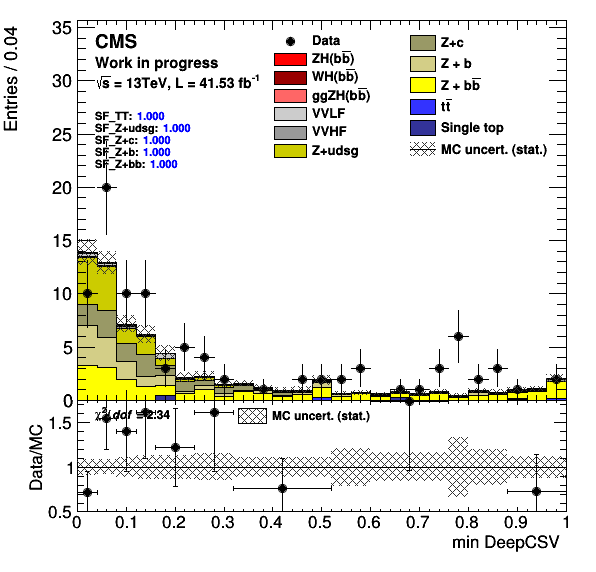 Entries / 0.04
35
30
25
20
15
10
5
0
CMS
Work in progress
√s = 13TeV, L = 41.53 fb⁻¹
SF_TT: 1.000
SF_Z+udsg: 1.000
SF_Z+c: 1.000
SF_Z+b: 1.000
SF_Z+bb: 1.000
Data
ZH(bb̅)
WH(bb̅)
ggZH(bb̅)
VVLF
VVHF
Z+udsg
Z+c
Z + b
Z + bb̅
tt̅
Single top
MC uncert. (stat.)
Data/MC
1.5
1
0.5
χ²/dof = 2.34
MC uncert. (stat.)
0 0.1 0.2 0.3 0.4 0.5 0.6 0.7 0.8 0.9 1
min DeepCSV